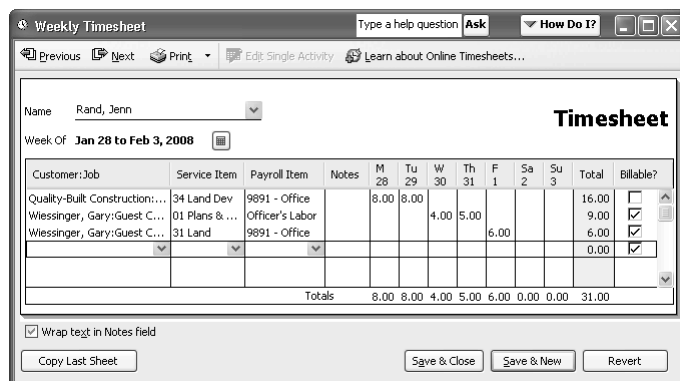 Weekly Timesheet Type a help question Ask How Do I?
Previous Next Print Edit Single Activity Learn about Online Timesheets...
Name Rand, Jenn
Timesheet
Week Of Jan 28 to Feb 3, 2008
Customer:Job Service Item Payroll Item Notes M 28 Tu 29 W 30 Th 31 F 1 Sa 2 Su 3 Total Billable?
Quality-Built Construction:... 34 Land Dev 9891 - Office 8.00 8.00 16.00
Wiessinger, Gary:Guest C... 01 Plans & ... Officer's Labor 4.00 5.00 9.00
Wiessinger, Gary:Guest C... 31 Land 9891 - Office 6.00 6.00
0.00
Totals 8.00 8.00 4.00 5.00 6.00 0.00 0.00 31.00
Wrap text in Notes field
Copy Last Sheet Save & Close Save & New Revert